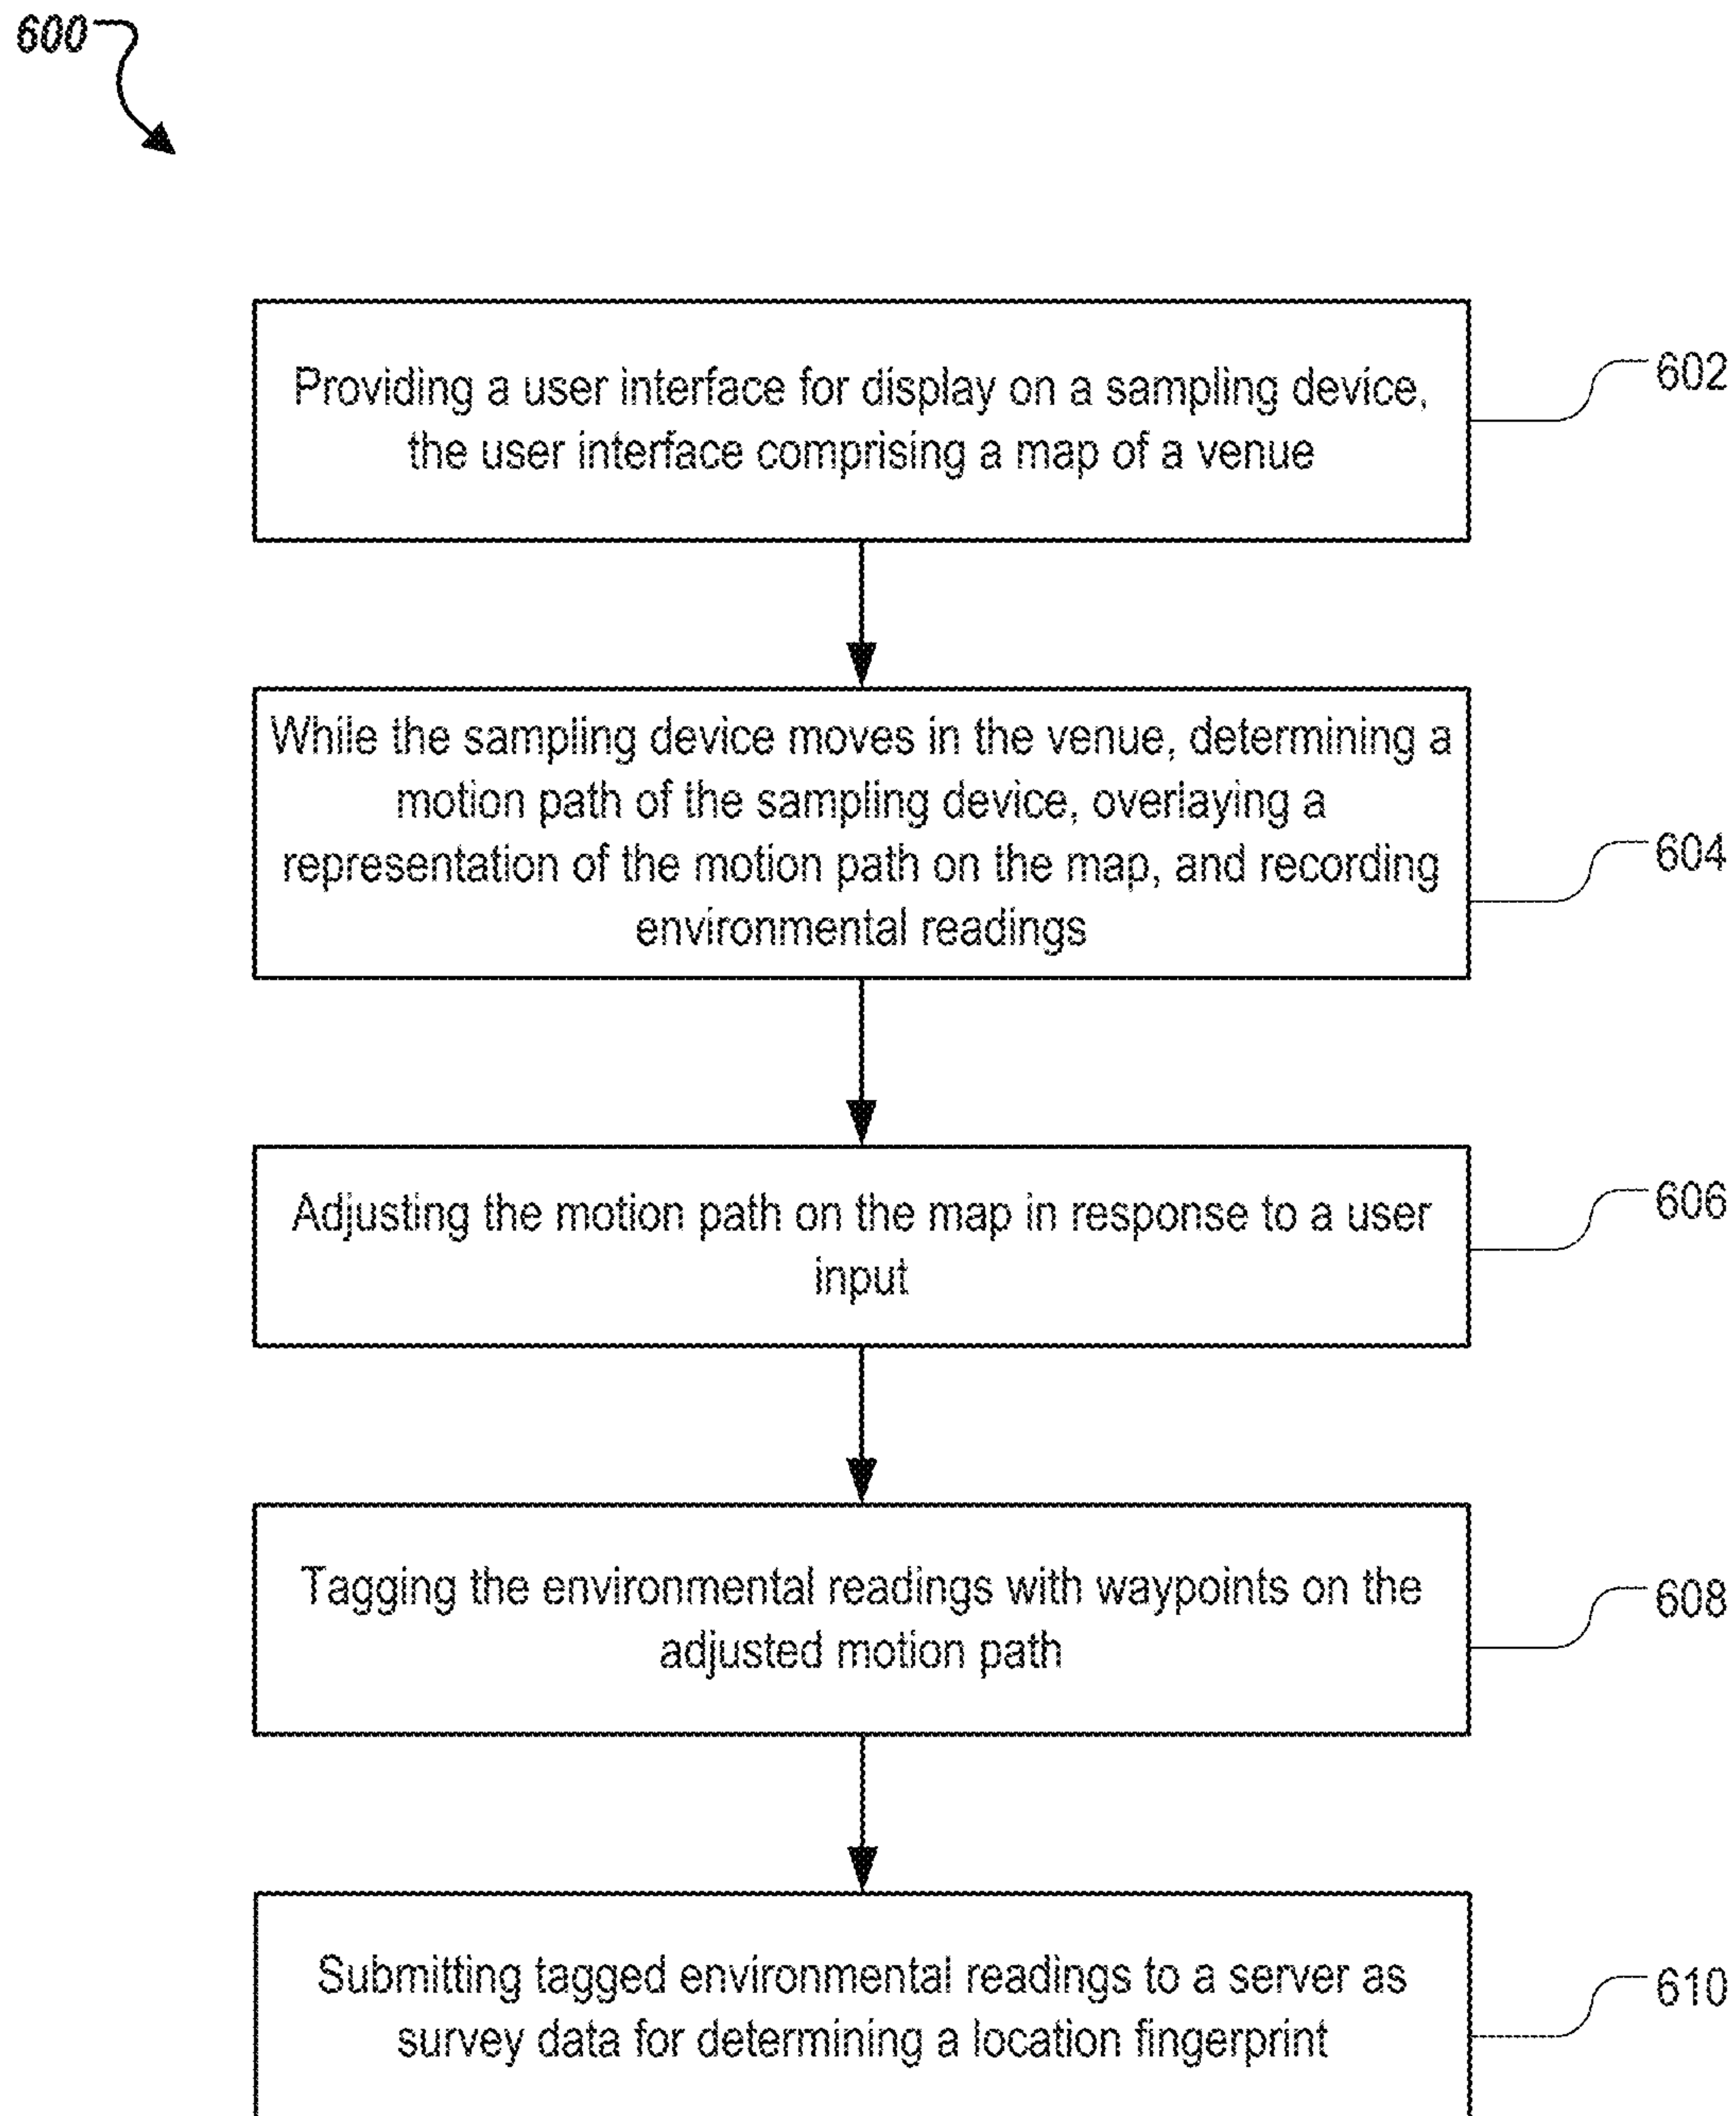 600
Providing a user interface for display on a sampling device,
the user interface comprising a map of a venue
602
While the sampling device moves in the venue, determining a
motion path of the sampling device, overlaying a
representation of the motion path on the map, and recording
environmental readings
604
Adjusting the motion path on the map in response to a user
input
606
Tagging the environmental readings with waypoints on the
adjusted motion path
608
Submitting tagged environmental readings to a server as
survey data for determining a location fingerprint
610